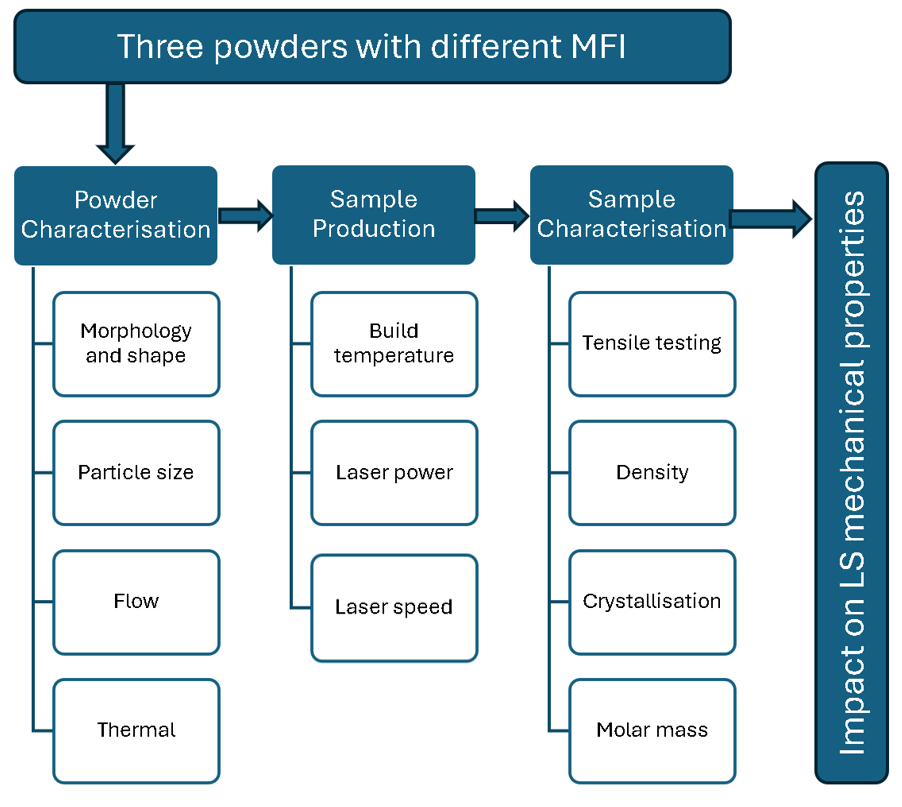 Three powders with different MFI
Powder
Characterisation
Morphology
and shape
Particle size
Flow
Thermal
Sample
Production
Build
temperature
Laser power
Laser speed
Sample
Characterisation
Tensile testing
Density
Crystallisation
Molar mass
Impact on LS mechanical properties